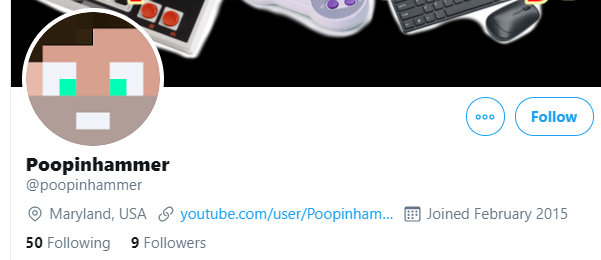 Follow
Poopinhammer
@poopinhammer
Maryland, USA youtube.com/user/Poopinham... Joined February 2015
50 Following 9 Followers